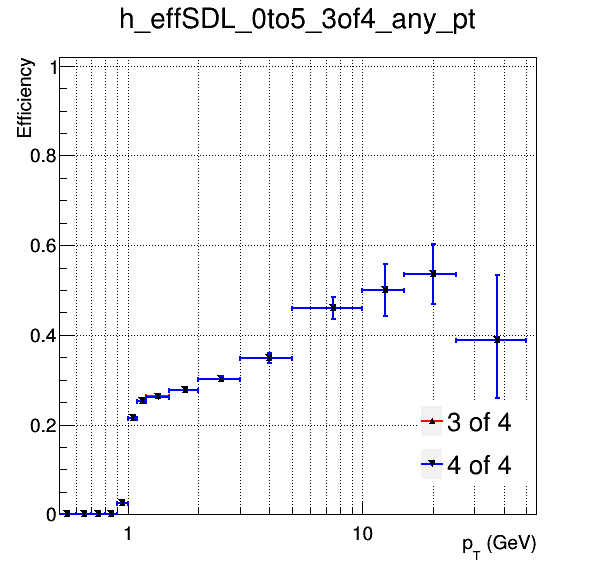 h_effSDL_0to5_3of4_any_pt
Efficiency
1
0.8
0.6
0.4
0.2
0
1
10
p_T (GeV)
3 of 4
4 of 4